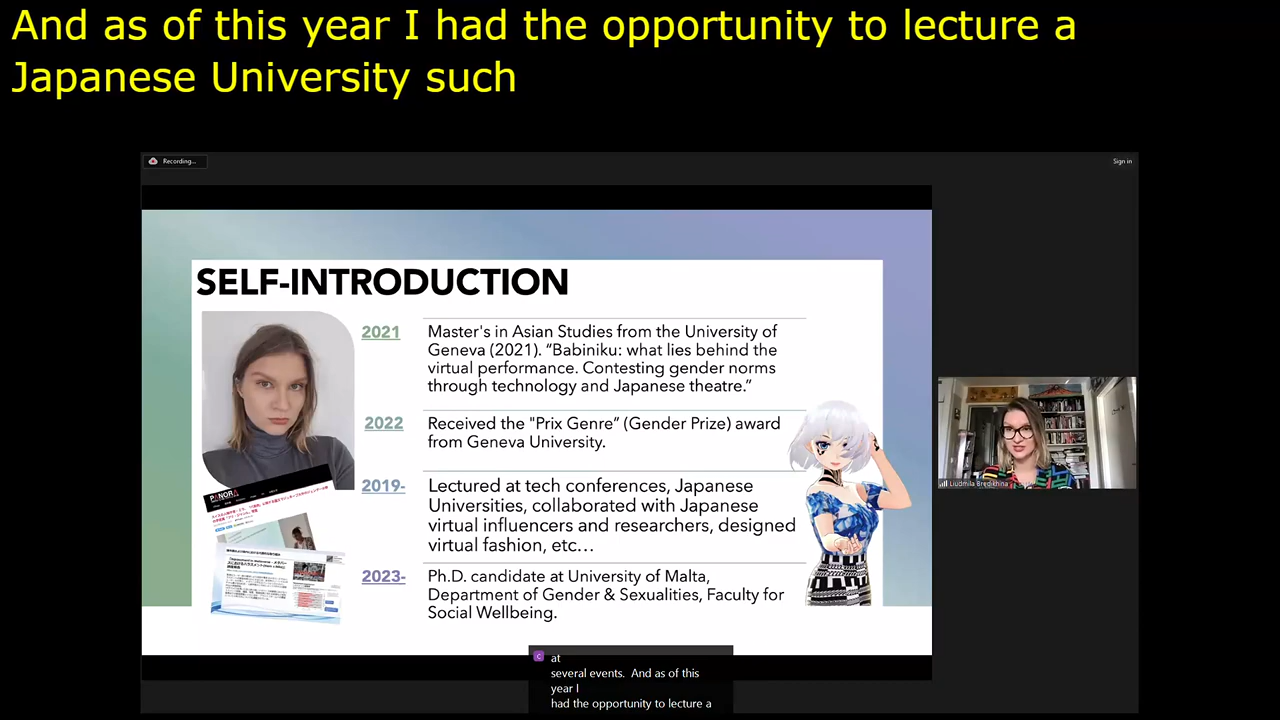 And as of this year I had the opportunity to lecture a
Japanese University such
Recording...
Sign in
SELF-INTRODUCTION
2021
Master's in Asian Studies from the University of
Geneva (2021). “Babiniku: what lies behind the
virtual performance. Contesting gender norms
through technology and Japanese theatre.”
2022
Received the "Prix Genre” (Gender Prize) award
from Geneva University.
2019-
Lectured at tech conferences, Japanese
Universities, collaborated with Japanese
virtual influencers and researchers, designed
virtual fashion, etc…
2023-
Ph.D. candidate at University of Malta,
Department of Gender & Sexualities, Faculty for
Social Wellbeing.
PANORA
Liudmila Bredikhina
C
at
several events. And as of this
year I
had the opportunity to lecture a